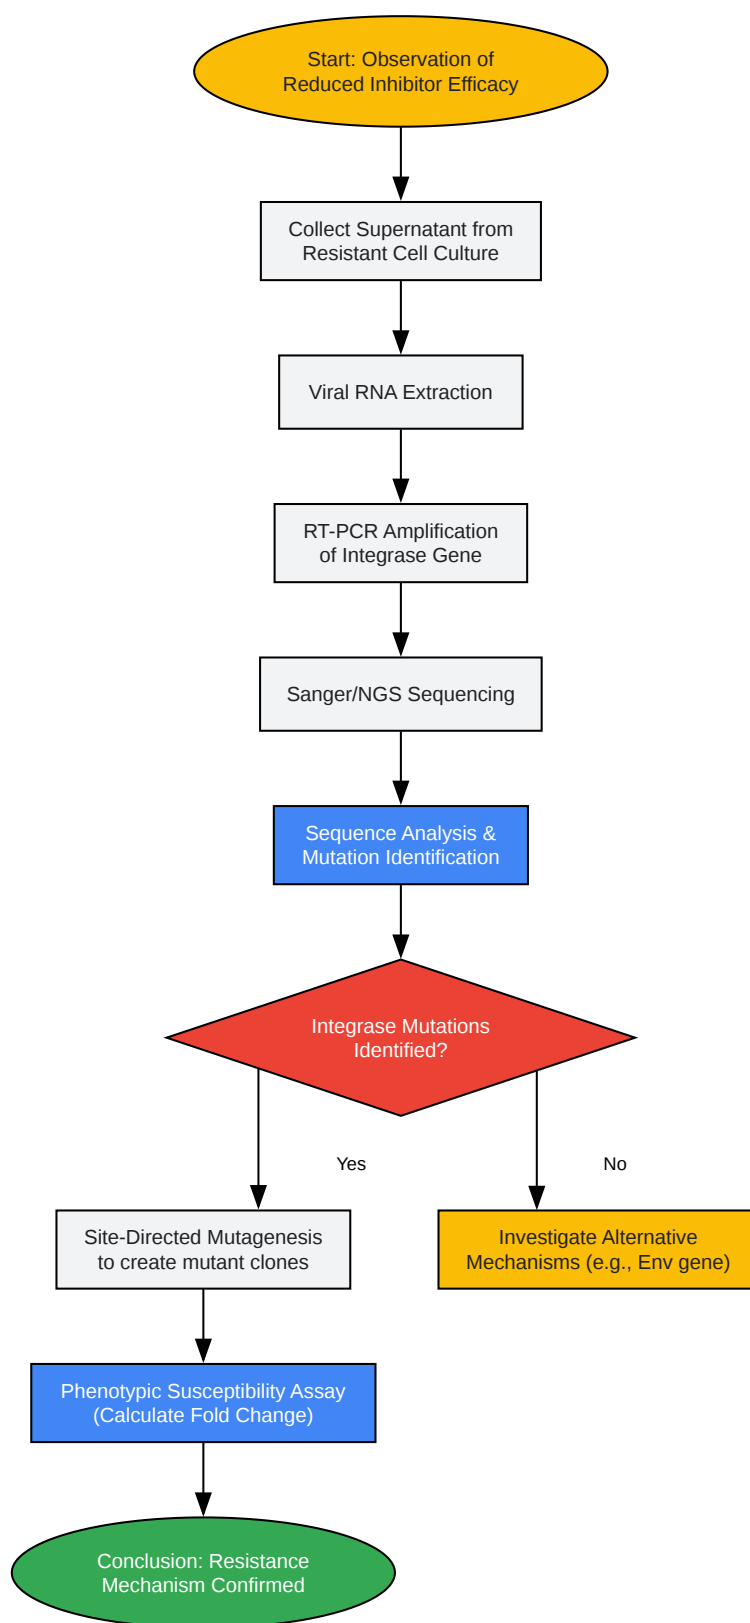 Start: Observation of
Reduced Inhibitor Efficacy
Collect Supernatant from
Resistant Cell Culture
Viral RNA Extraction
RT-PCR Amplification
of Integrase Gene
Sanger/NGS Sequencing
Sequence Analysis &
Mutation Identification
Integrase Mutations
Identified?
Yes
No
Site-Directed Mutagenesis
to create mutant clones
Investigate Alternative
Mechanisms (e.g., Env gene)
Phenotypic Susceptibility Assay
(Calculate Fold Change)
Conclusion: Resistance
Mechanism Confirmed